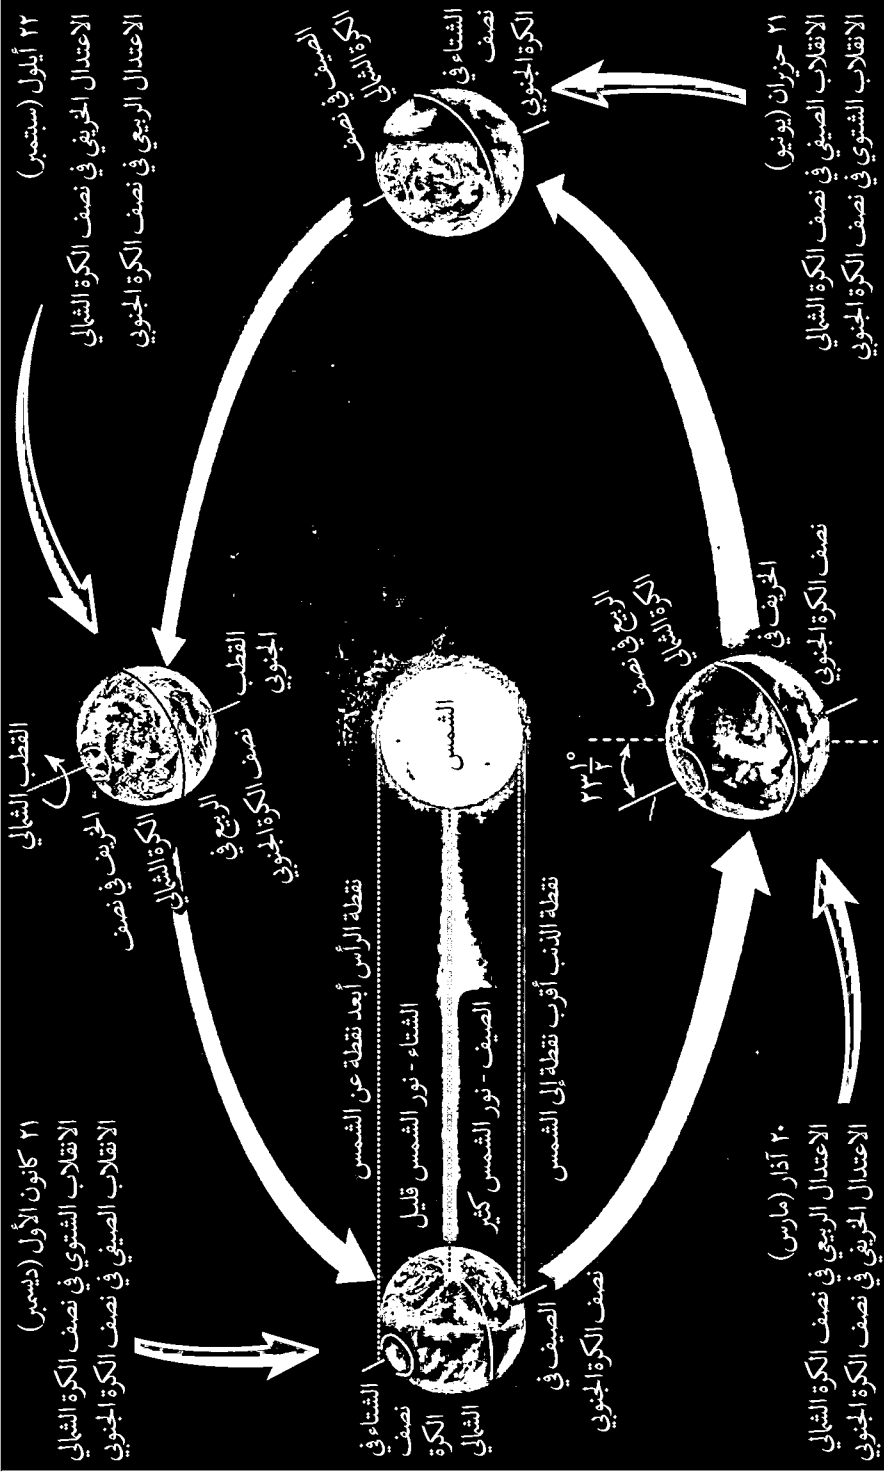 ٢١ حزيران (يونيو)
الانقلاب الصيفي في نصف الكرة الشمالي
الانقلاب الشتوي في نصف الكرة الجنوبي
٢٢ أيلول (سبتمبر)
الاعتدال الخريفي في نصف الكرة الشمالي
الاعتدال الربيعي في نصف الكرة الجنوبي
الصيف في نصف
الكرة الشمالي
الشتاء في
نصف
الكرة الجنوبي
القطب الشمالي
القطب
الجنوبي
الخريف في نصف
الكرة الشمالي
الربيع في
نصف الكرة الجنوبي
الشمس
الربيع في نصف
الكرة الشمالي
الخريف في
نصف الكرة الجنوبي
٢٣ ١/٢°
نقطة الرأس أبعد نقطة عن الشمس
الشتاء - نور الشمس قليل
الصيف - نور الشمس كثير
نقطة الذنب أقرب نقطة إلى الشمس
٢١ كانون الأول (ديسمبر)
الانقلاب الشتوي في نصف الكرة الشمالي
الانقلاب الصيفي في نصف الكرة الجنوبي
الشتاء في
نصف
الكرة
الشمالي
الصيف في
نصف الكرة الجنوبي
٢٠ آذار (مارس)
الاعتدال الربيعي في نصف الكرة الشمالي
الاعتدال الخريفي في نصف الكرة الجنوبي